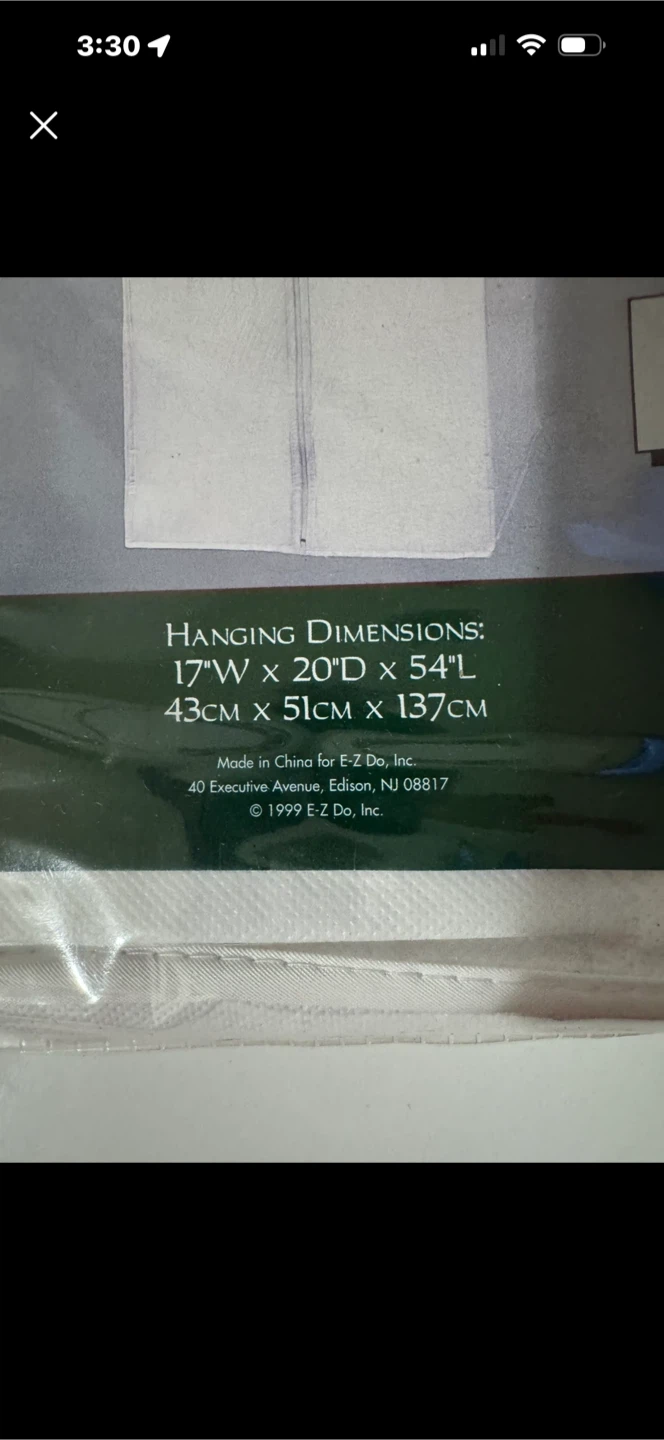 3:30
HANGING DIMENSIONS:
17"W X 20"D X 54"L
43CM X 51CM X 137CM
Made in China for E-Z Do, Inc.
40 Executive Avenue, Edison, NJ 08817
© 1999 E-Z Do, Inc.